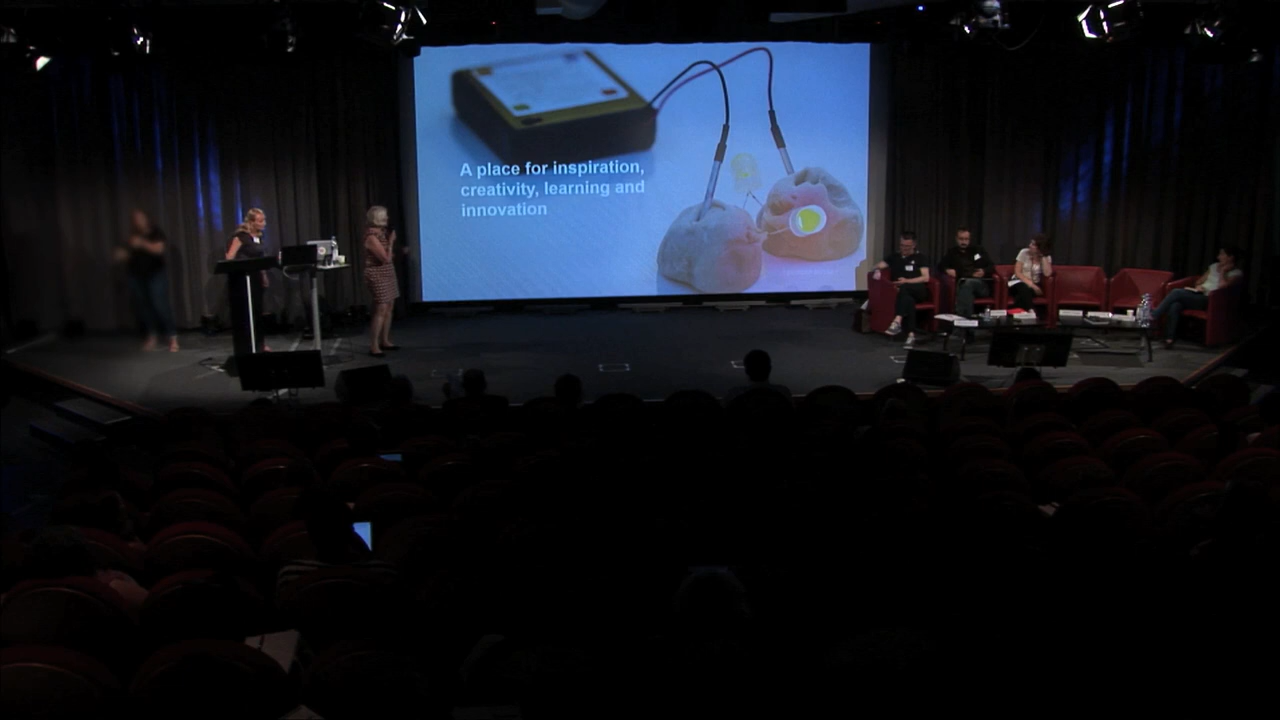 A place for inspiration,
creativity, learning and
innovation